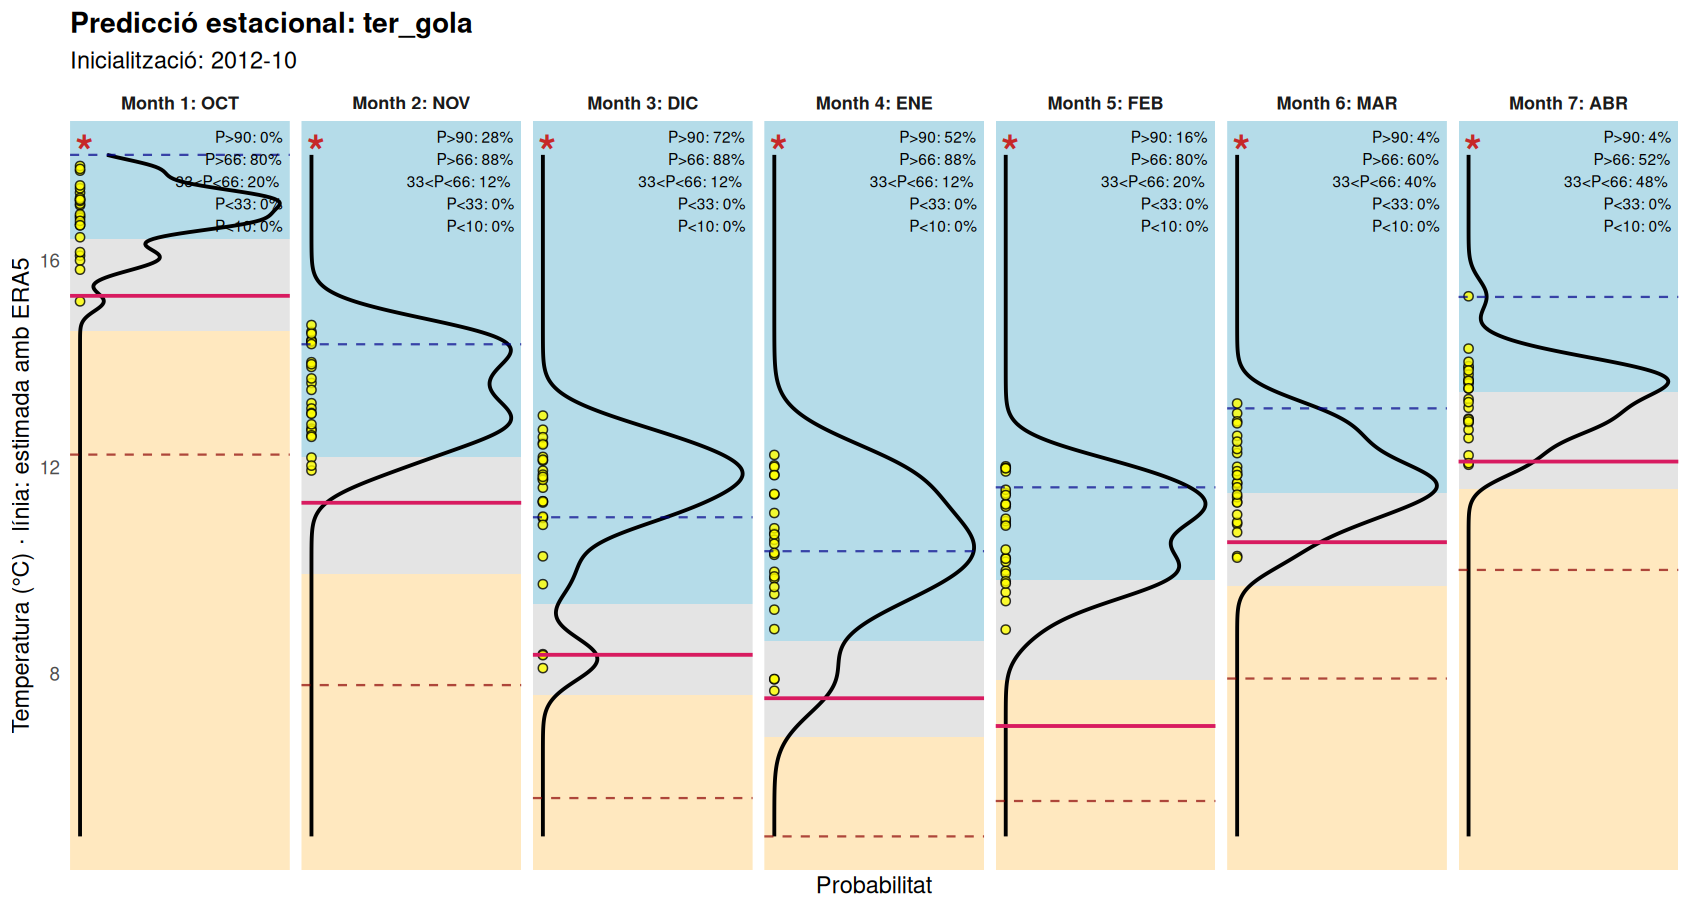 Predicció estacional: ter_gola
Inicialització: 2012-10
Month 1: OCT
Month 2: NOV
Month 3: DIC
Month 4: ENE
Month 5: FEB
Month 6: MAR
Month 7: ABR
*
P>90: 0%
P>66: 80%
33<P<66: 20%
P<33: 0%
P<10: 0%
*
P>90: 28%
P>66: 88%
33<P<66: 12%
P<33: 0%
P<10: 0%
*
P>90: 72%
P>66: 88%
33<P<66: 12%
P<33: 0%
P<10: 0%
*
P>90: 52%
P>66: 88%
33<P<66: 12%
P<33: 0%
P<10: 0%
*
P>90: 16%
P>66: 80%
33<P<66: 20%
P<33: 0%
P<10: 0%
*
P>90: 4%
P>66: 60%
33<P<66: 40%
P<33: 0%
P<10: 0%
*
P>90: 4%
P>66: 52%
33<P<66: 48%
P<33: 0%
P<10: 0%
16
12
8
Temperatura (°C) · línia: estimada amb ERA5
Probabilitat